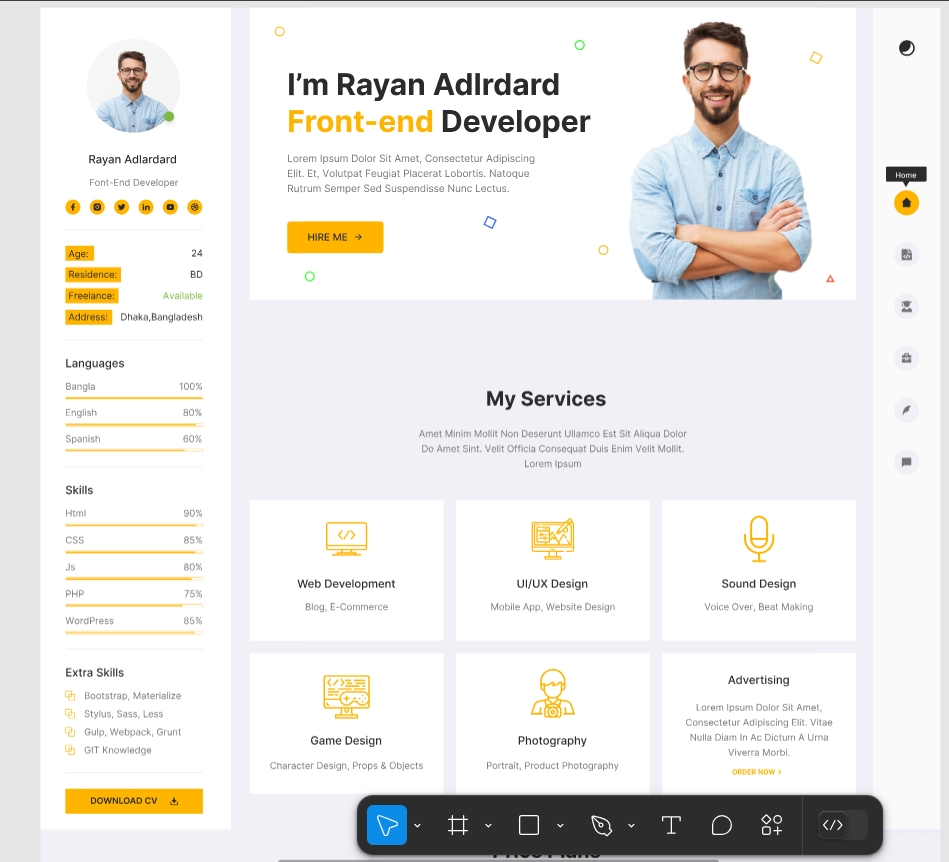 Rayan Adlardard
Font-End Developer
Age: 24
Residence: BD
Freelance: Available
Address: Dhaka,Bangladesh
Languages
Bangla 100%
English 80%
Spanish 60%
Skills
Html 90%
CSS 85%
Js 80%
PHP 75%
WordPress 85%
Extra Skills
Bootstrap, Materialize
Stylus, Sass, Less
Gulp, Webpack, Grunt
GIT Knowledge
DOWNLOAD CV
I’m Rayan Adlrdard
Front-end Developer
Lorem Ipsum Dolor Sit Amet, Consectetur Adipiscing
Elit. Et, Volutpat Feugiat Placerat Lobortis. Natoque
Rutrum Semper Sed Suspendisse Nunc Lectus.
HIRE ME
My Services
Amet Minim Mollit Non Deserunt Ullamco Est Sit Aliqua Dolor
Do Amet Sint. Velit Officia Consequat Duis Enim Velit Mollit.
Lorem Ipsum
Web Development
Blog, E-Commerce
UI/UX Design
Mobile App, Website Design
Sound Design
Voice Over, Beat Making
Game Design
Character Design, Props & Objects
Photography
Portrait, Product Photography
Advertising
Lorem Ipsum Dolor Sit Amet,
Consectetur Adipiscing Elit. Vitae
Nulla Diam In Ac Dictum A Urna
Viverra Morbi.
ORDER NOW
Home